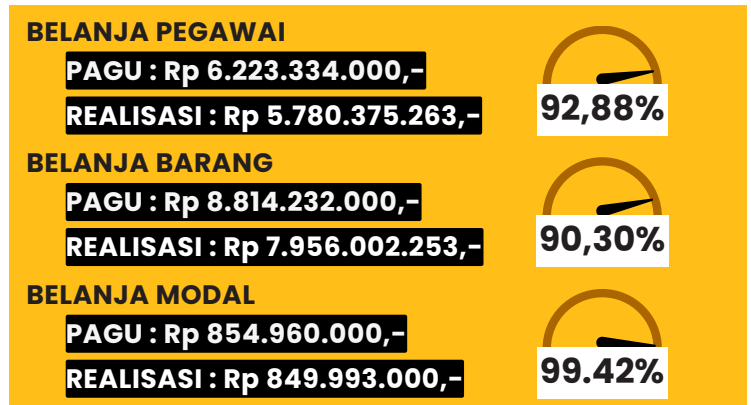 BELANJA PEGAWAI
PAGU : Rp 6.223.334.000,-
REALISASI : Rp 5.780.375.263,-
92,88%
BELANJA BARANG
PAGU : Rp 8.814.232.000,-
REALISASI : Rp 7.956.002.253,-
90,30%
BELANJA MODAL
PAGU : Rp 854.960.000,-
REALISASI : Rp 849.993.000,-
99.42%